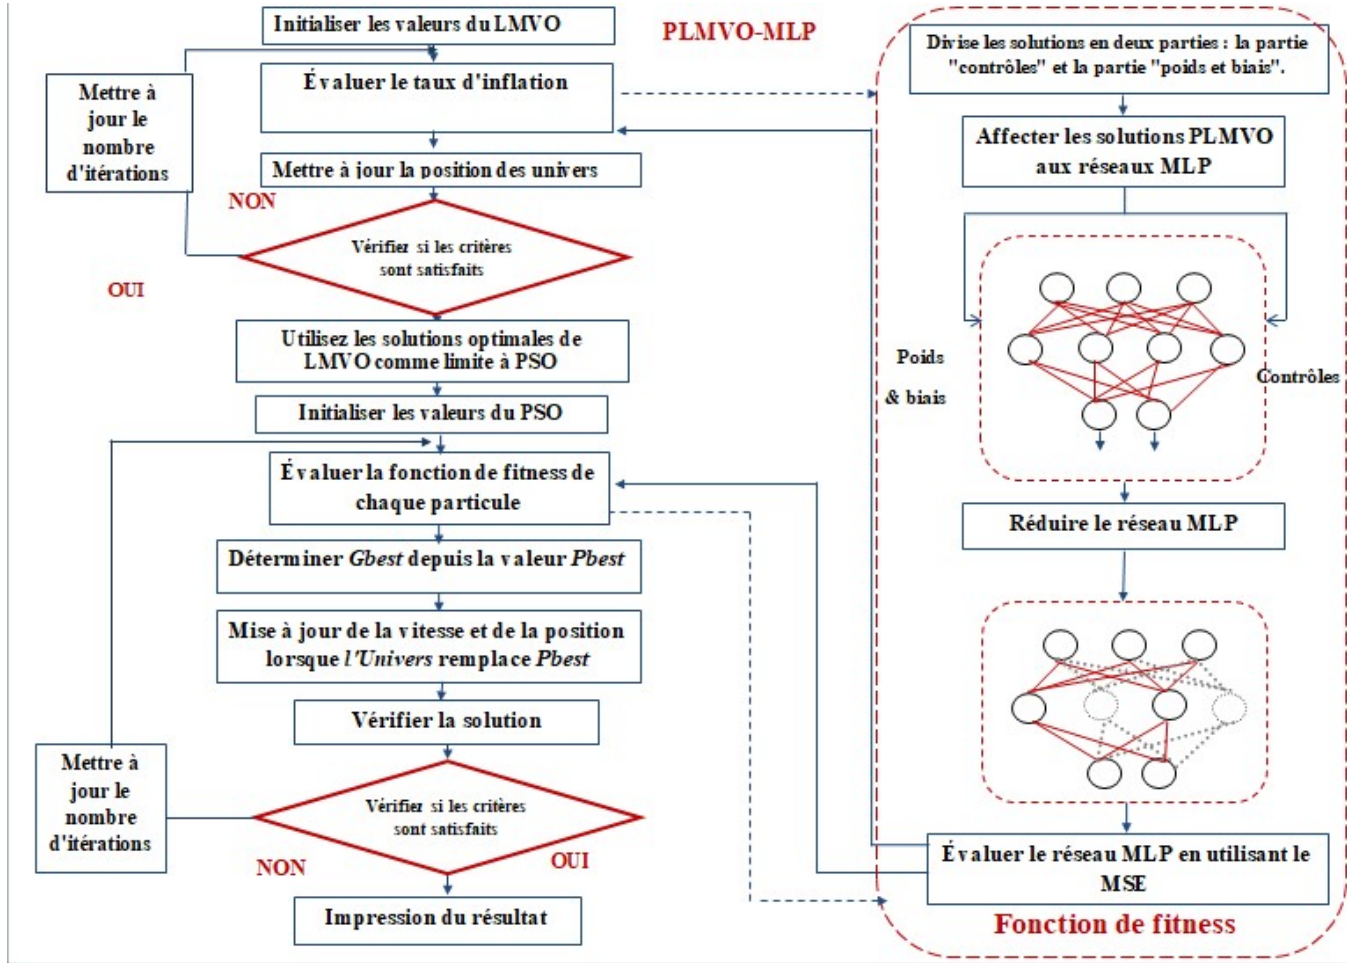 Initialiser les valeurs du LMVO
PLMVO-MLP
Évaluer le taux d'inflation
Mettre à
jour le
nombre
d'itérations
Mettre à jour la position des univers
NON
Vérifiez si les critères
sont satisfaits
OUI
Utilisez les solutions optimales de
LMVO comme limite à PSO
Initialiser les valeurs du PSO
Évaluer la fonction de fitness de
chaque particule
Déterminer Gbest depuis la valeur Pbest
Mise à jour de la vitesse et de la position
lorsque l'Univers remplace Pbest
Vérifier la solution
Mettre à
jour le
nombre
d'itérations
Vérifiez si les critères
sont satisfaits
NON
OUI
Impression du résultat
Divise les solutions en deux parties : la partie
"contrôles" et la partie "poids et biais".
Affecter les solutions PLMVO
aux réseaux MLP
Poids
& biais
Contrôles
Réduire le réseau MLP
Évaluer le réseau MLP en utilisant le
MSE
Fonction de fitness